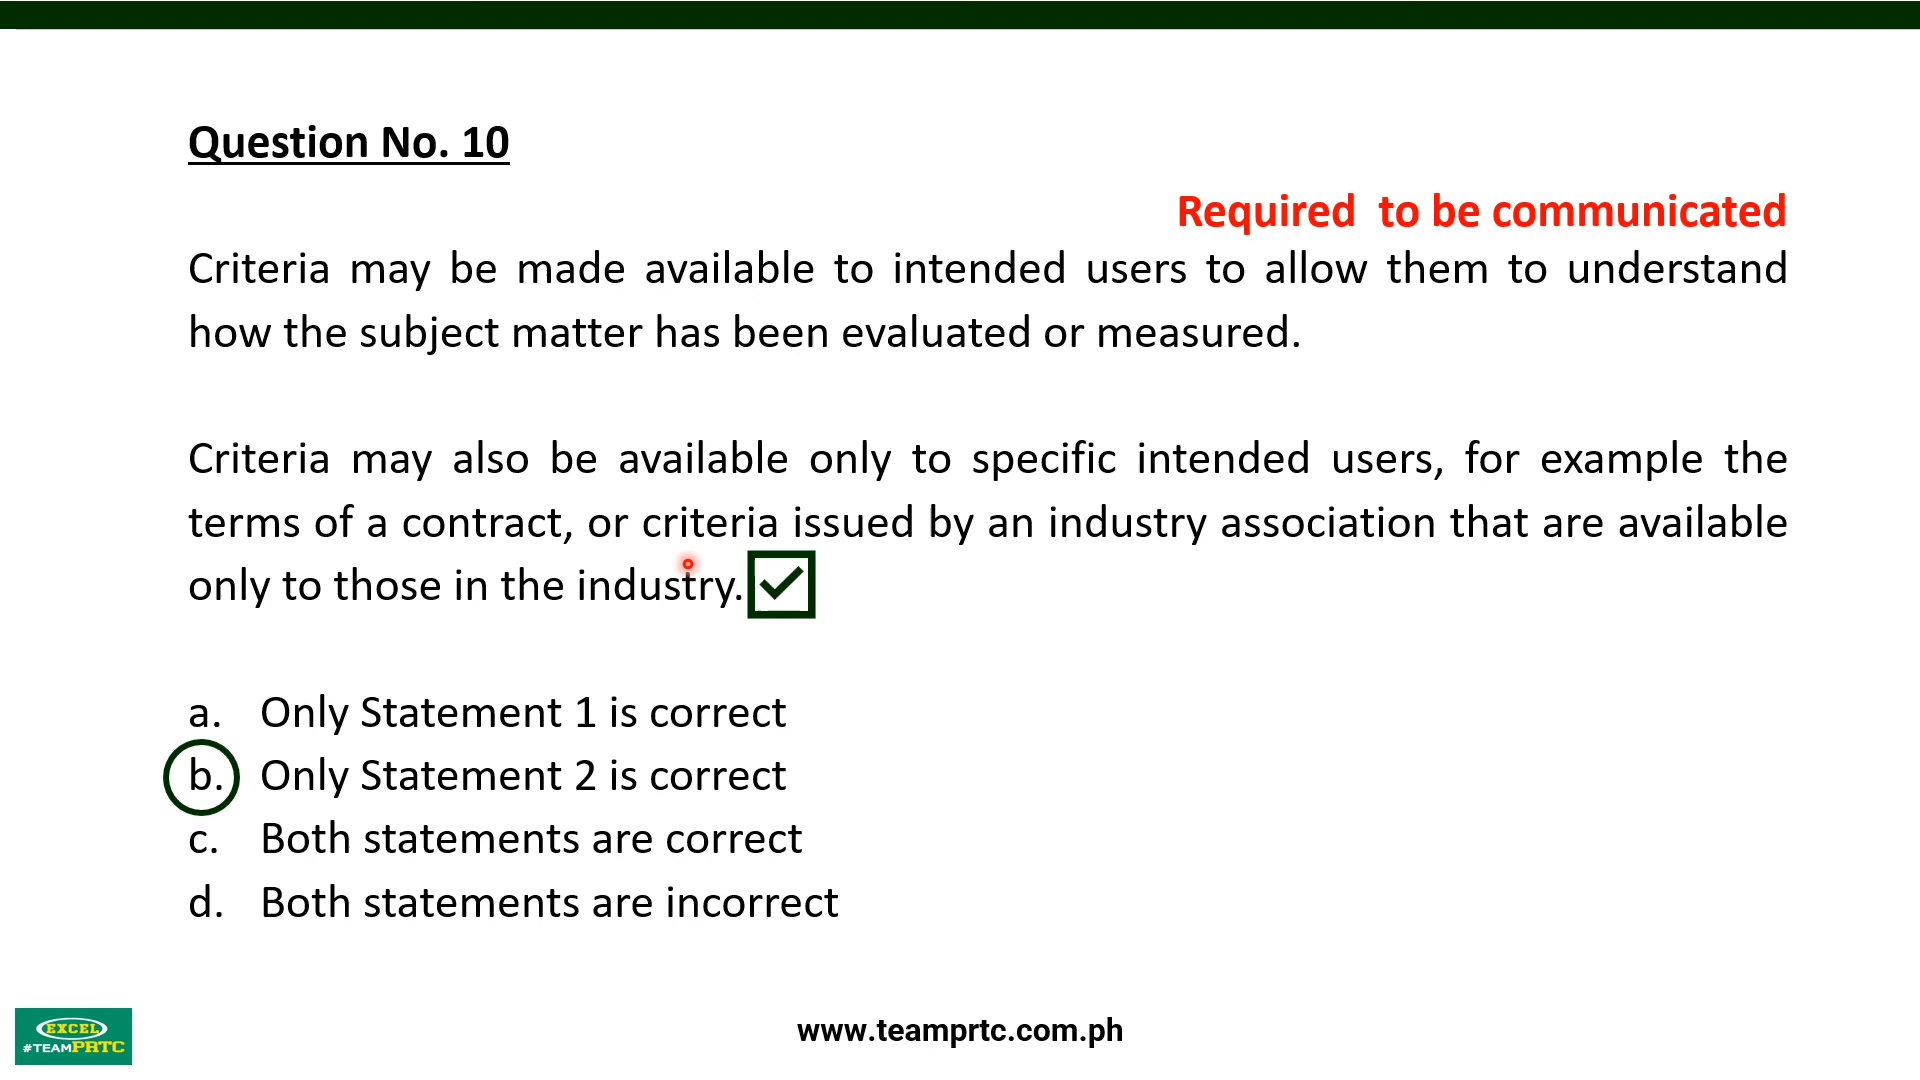 Question No. 10
Required to be communicated
Criteria may be made available to intended users to allow them to understand
how the subject matter has been evaluated or measured.
Criteria may also be available only to specific intended users, for example the
terms of a contract, or criteria issued by an industry association that are available
only to those in the industry.
a. Only Statement 1 is correct
b. Only Statement 2 is correct
c. Both statements are correct
d. Both statements are incorrect
EXCEL
#TEAMPRTC
www.teamprtc.com.ph